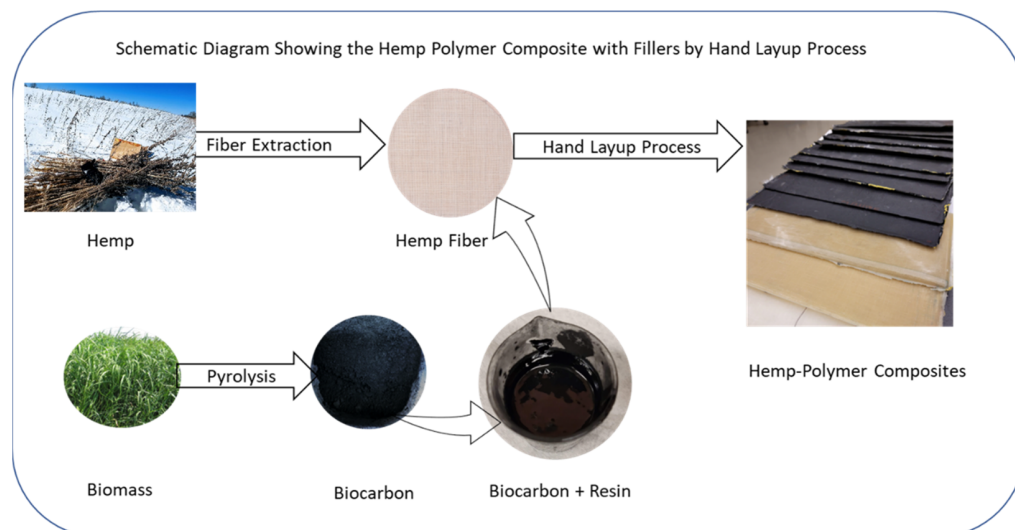 Schematic Diagram Showing the Hemp Polymer Composite with Fillers by Hand Layup Process
Fiber Extraction
Hand Layup Process
Hemp
Hemp Fiber
Pyrolysis
Hemp-Polymer Composites
Biomass
Biocarbon
Biocarbon + Resin